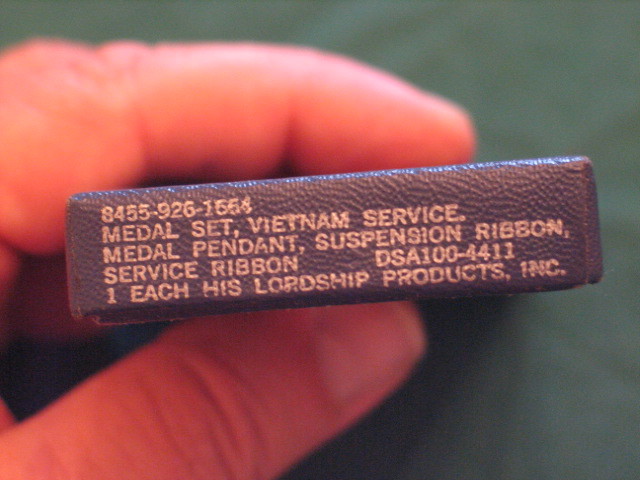 8455-926-1664
MEDAL SET, VIETNAM SERVICE.
MEDAL PENDANT, SUSPENSION RIBBON,
SERVICE RIBBON DSA100-4411
1 EACH HIS LORDSHIP PRODUCTS, INC.